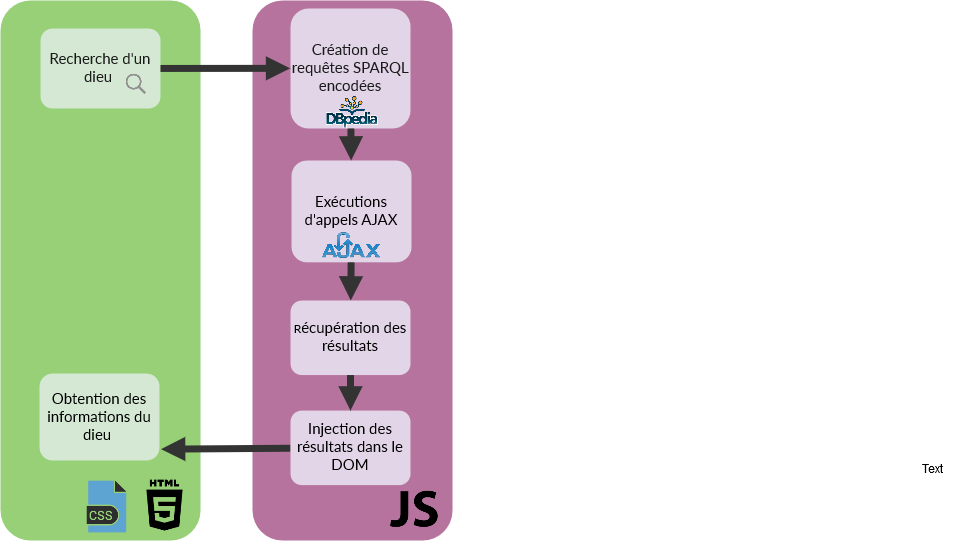 Recherche d'un
dieu
Création de
requêtes SPARQL
encodées
DBpedia
Exécutions
d'appels AJAX
AJAX
Récupération des
résultats
Injection des
résultats dans le
DOM
Obtention des
informations du
dieu
CSS
HTML
5
JS
Text